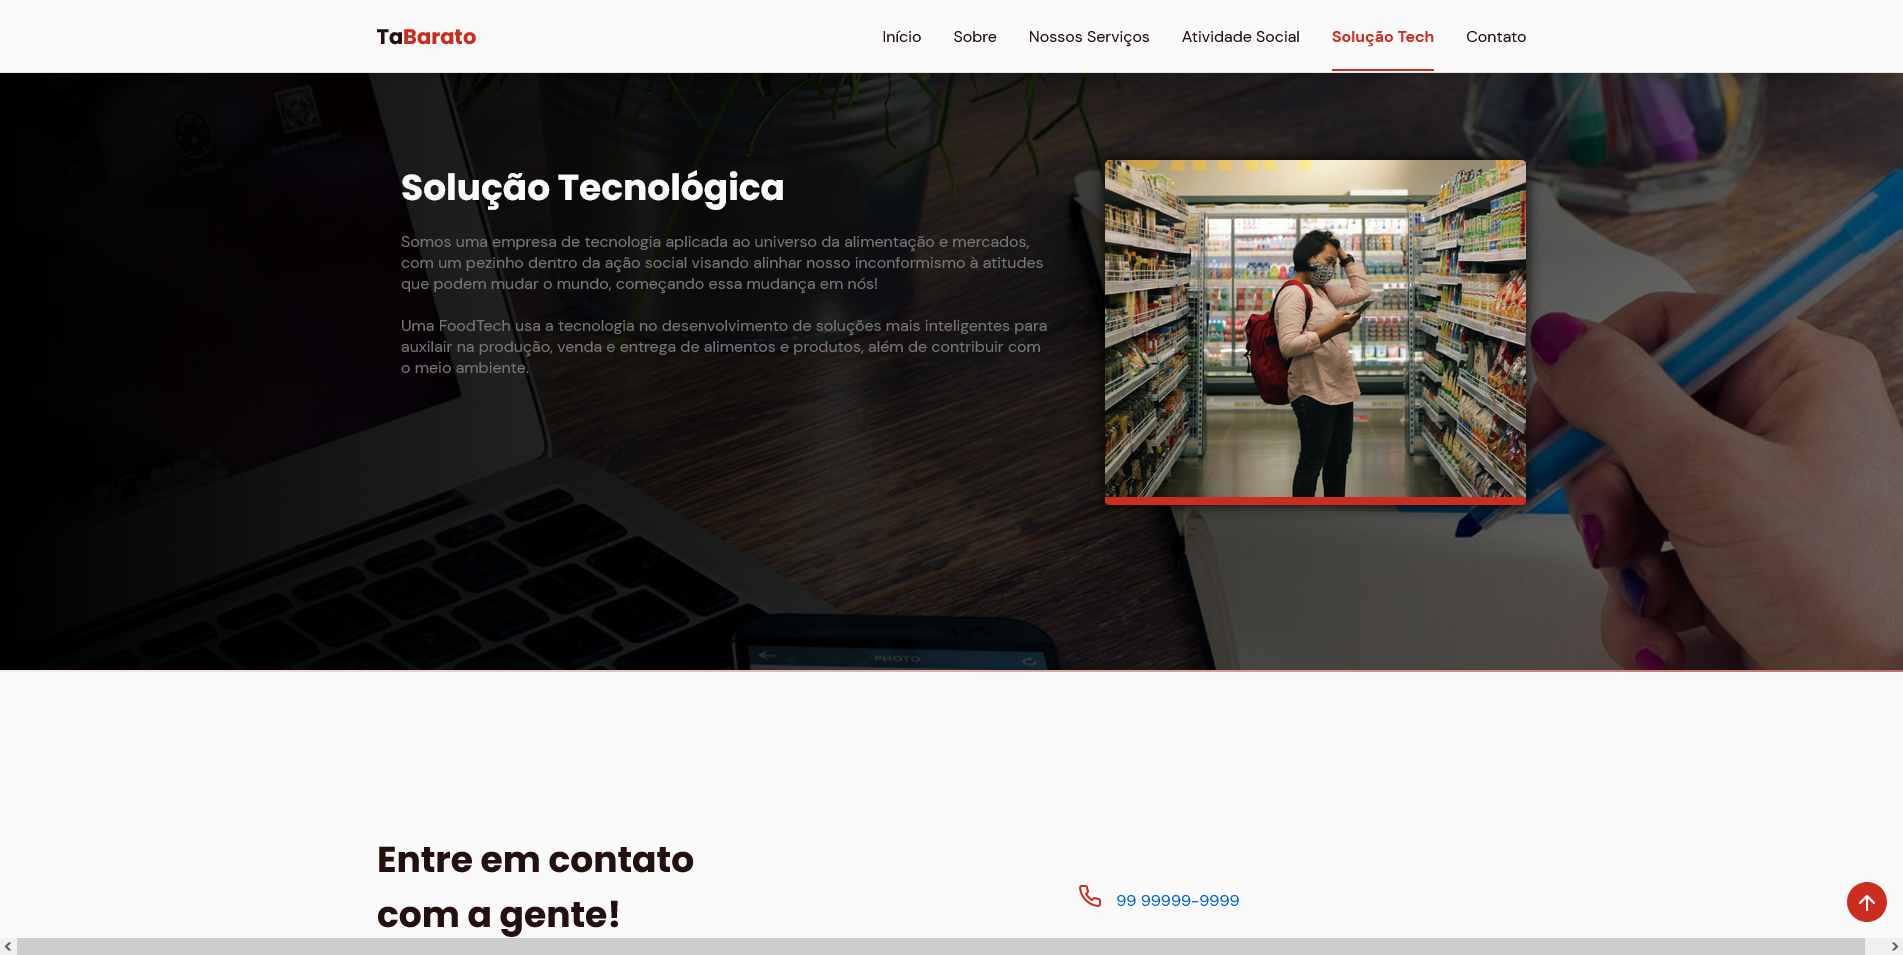 TaBarato
Início
Sobre
Nossos Serviços
Atividade Social
Solução Tech
Contato
Solução Tecnológica
Somos uma empresa de tecnologia aplicada ao universo da alimentação e mercados,
com um pezinho dentro da ação social visando alinhar nosso inconformismo à atitudes
que podem mudar o mundo, começando essa mudança em nós!
Uma FoodTech usa a tecnologia no desenvolvimento de soluções mais inteligentes para
auxilair na produção, venda e entrega de alimentos e produtos, além de contribuir com
o meio ambiente.
PHOTO
Entre em contato
com a gente!
99 99999-9999